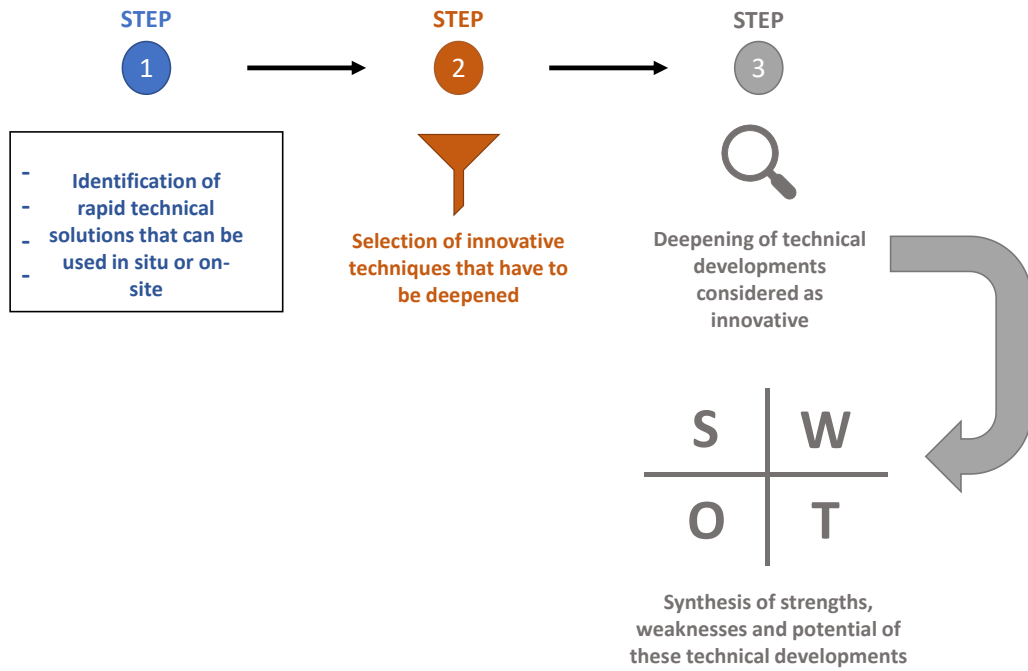 STEP
1
-
-
-
-
-
Identification of
rapid technical
solutions that can be
used in situ or on-
site
STEP
2
Selection of innovative
techniques that have to
be deepened
STEP
3
Deepening of technical
developments
considered as
innovative
S W
O T
Synthesis of strengths,
weaknesses and potential of
these technical developments